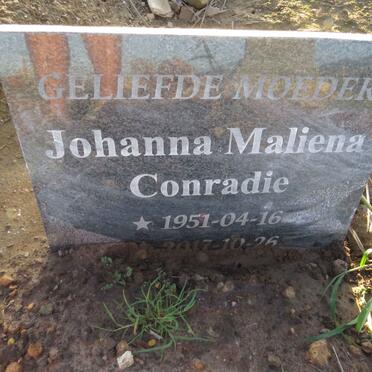 GELIEFDE MOEDER
Johanna Maliena
Conradie
★ 1951-04-16
2017-10-26